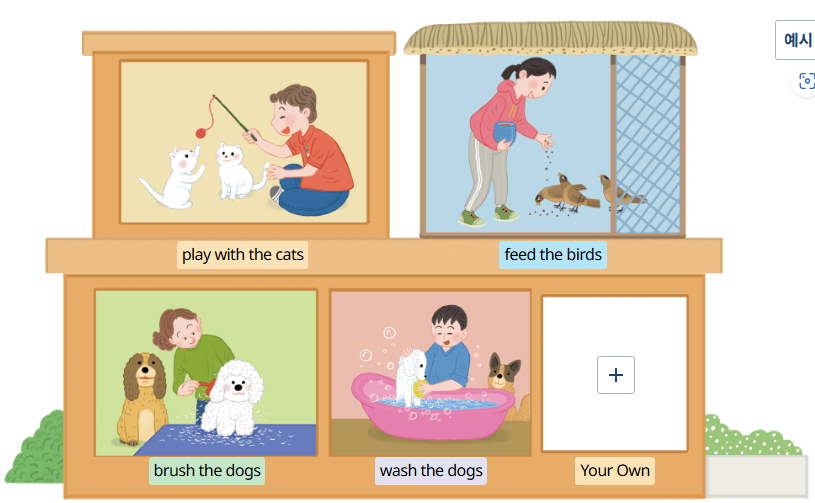 예시
play with the cats
feed the birds
brush the dogs
wash the dogs
Your Own